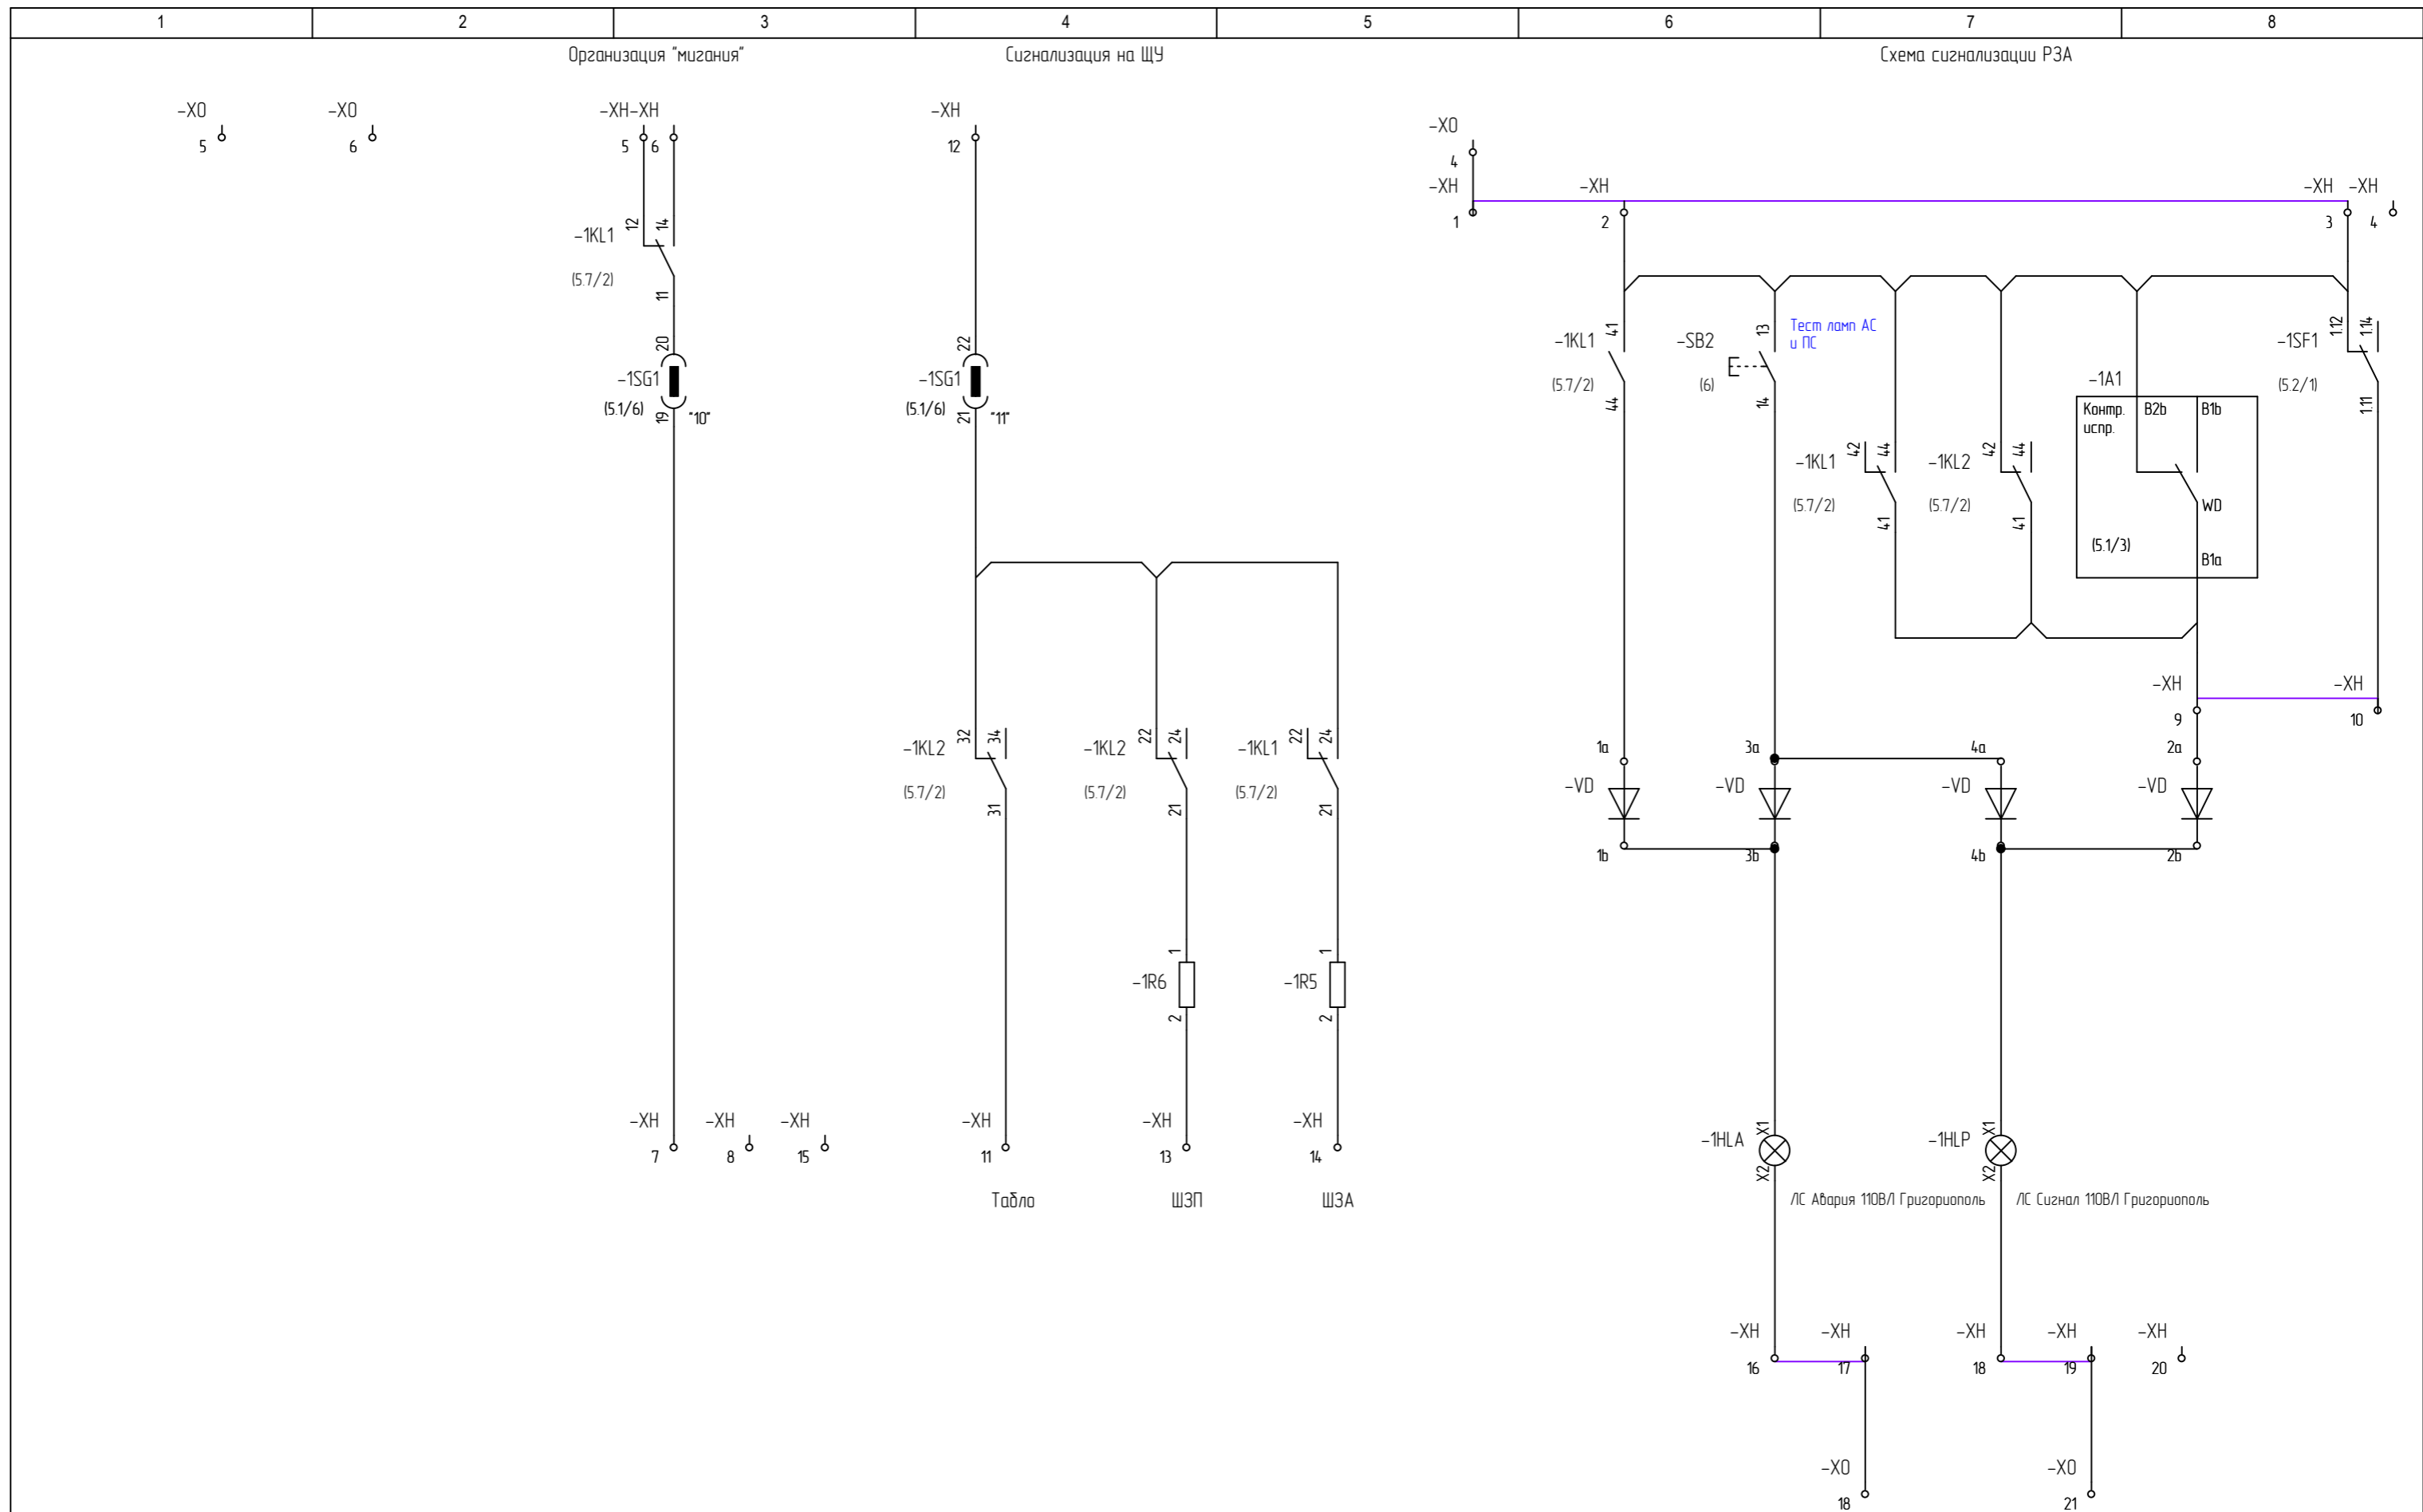 1 2 3 4 5 6 7 8
Организация "мигания" Сигнализация на ЩУ Схема сигнализации РЗА
-XO -XO -XH-XH -XH
5 6 5 6 12
-XO
4
-XH -XH -XH -XH
1 2 3 4
12 14
-1KL1
(5.7/2)
11
20 22
-1SG1 -1SG1
(5.1/6) (5.1/6)
19 "10" 21 "11"
41 13 Тест ламп АС
и ПС
1.12 1.14
-1KL1 -SB2 -1SF1
(5.7/2) (6) (5.2/1)
44 14 1.11
-1A1
Контр. B2b B1b
испр.
42 44 42 44
-1KL1 -1KL2
(5.7/2) (5.7/2)
WD
41 41
(5.1/3)
B1a
-XH -XH
9 10
32 34 22 24 22 24
-1KL2 -1KL2 -1KL1
(5.7/2) (5.7/2) (5.7/2)
31 21 21
1a 3a 4a 2a
-VD -VD -VD -VD
1b 3b 4b 2b
1 1
-1R6 -1R5
2 2
-XH -XH -XH -XH -XH -XH
7 8 15 11 13 14
X1 X1
-1HLA -1HLP
X2 X2
Табло ШЗП ШЗА
ЛС Авария 110В/Л Григориополь ЛС Сигнал 110В/Л Григориополь
-XH -XH -XH -XH -XH
16 17 18 19 20
-XO -XO
18 21